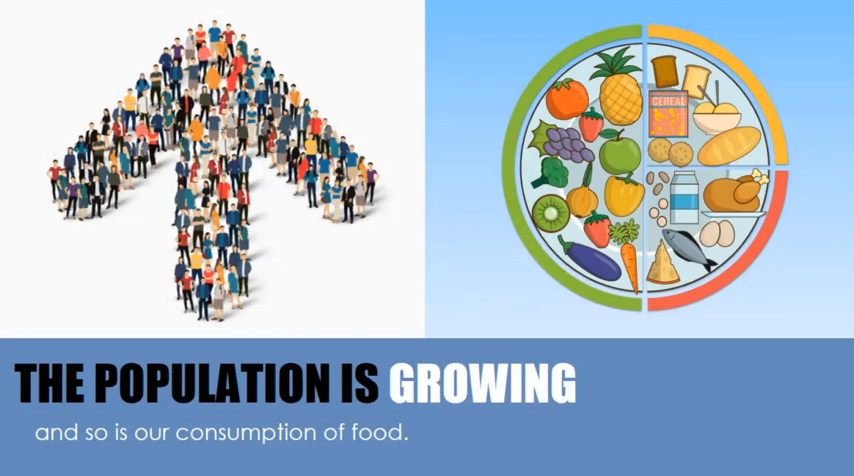 CEREAL
THE POPULATION IS GROWING
and so is our consumption of food.